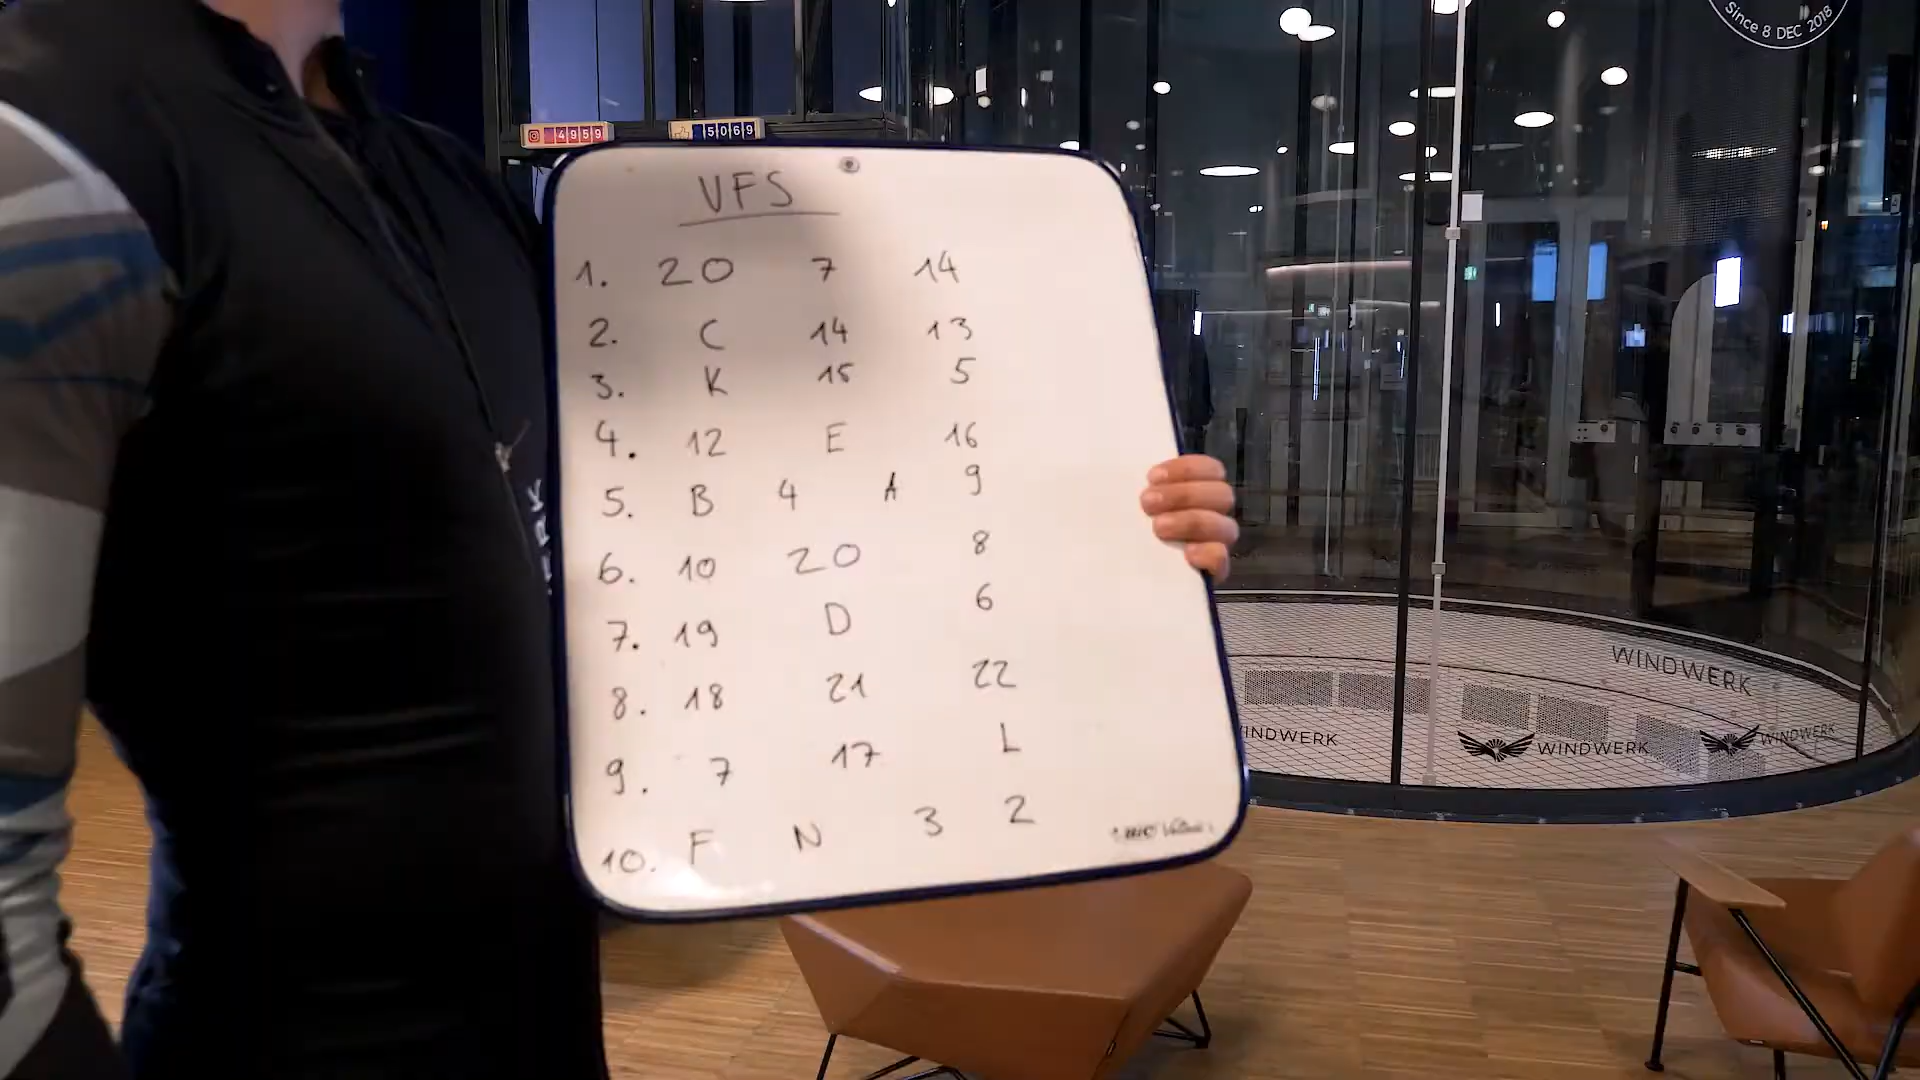 Since 8 DEC 2018
4959
5069
VFS
1. 20 7 14
2. C 14 13
3. K 15 5
4. 12 E 16
5. B 4 A 9
6. 10 20 8
7. 19 D 6
8. 18 21 22
9. 7 17 L
10. F N 3 2
WINDWERK
WINDWERK
WINDWERK
WINDWERK